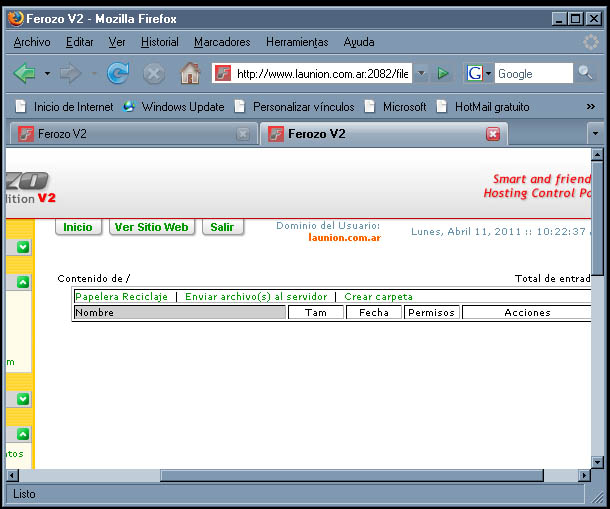 Ferozo V2 - Mozilla Firefox
Archivo Editar Ver Historial Marcadores Herramientas Ayuda
http://www.launion.com.ar:2082/file
G Google
Inicio de Internet Windows Update Personalizar vínculos Microsoft HotMail gratuito »
Ferozo V2 Ferozo V2
zo
dition V2
Smart and friend
Hosting Control Pa
Inicio Ver Sitio Web Salir
Dominio del Usuario:
launion.com.ar
Lunes, Abril 11, 2011 :: 10:22:37 A
Contenido de / Total de entrad
Papelera Reciclaje | Enviar archivo(s) al servidor | Crear carpeta
Nombre Tam Fecha Permisos Acciones
m
tos
Listo